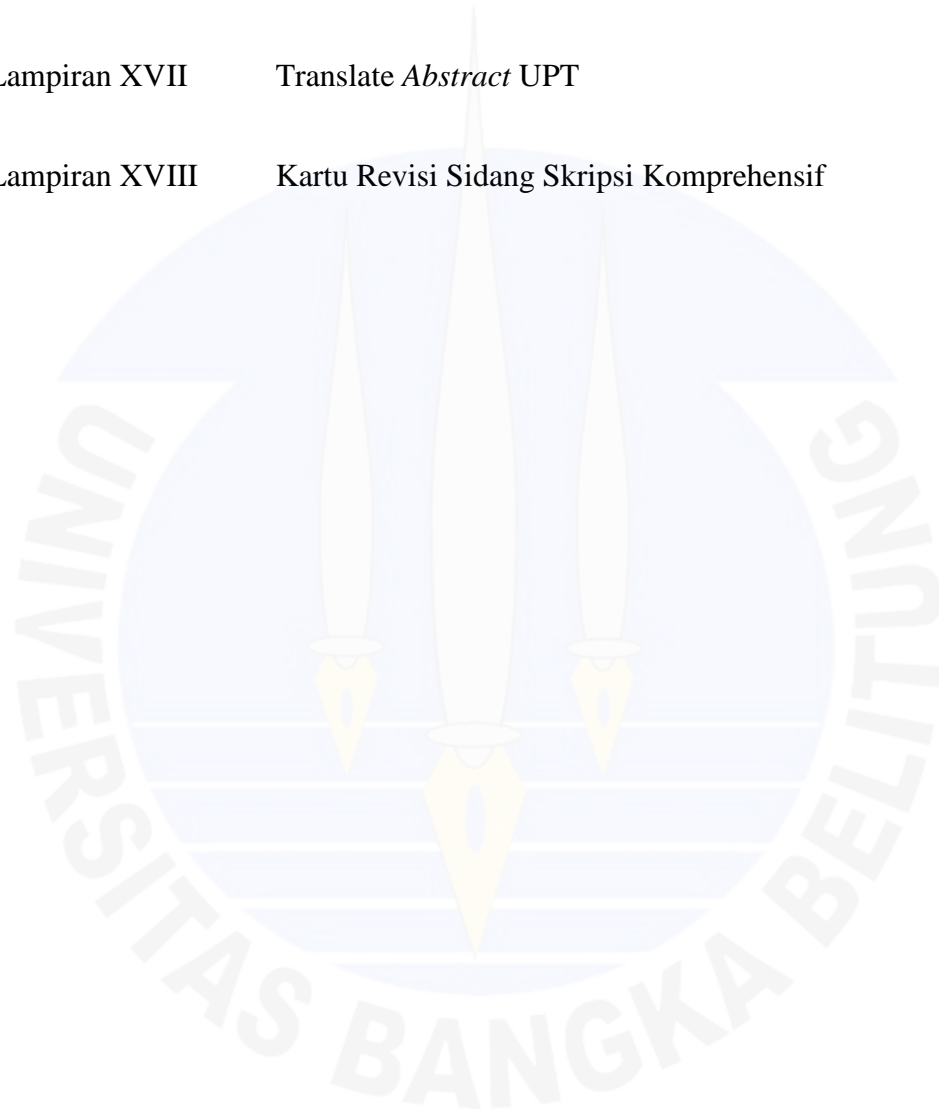 Lampiran XVII Translate Abstract UPT
Lampiran XVIII Kartu Revisi Sidang Skripsi Komprehensif
UNIVERSITAS BANGKA BELITUNG